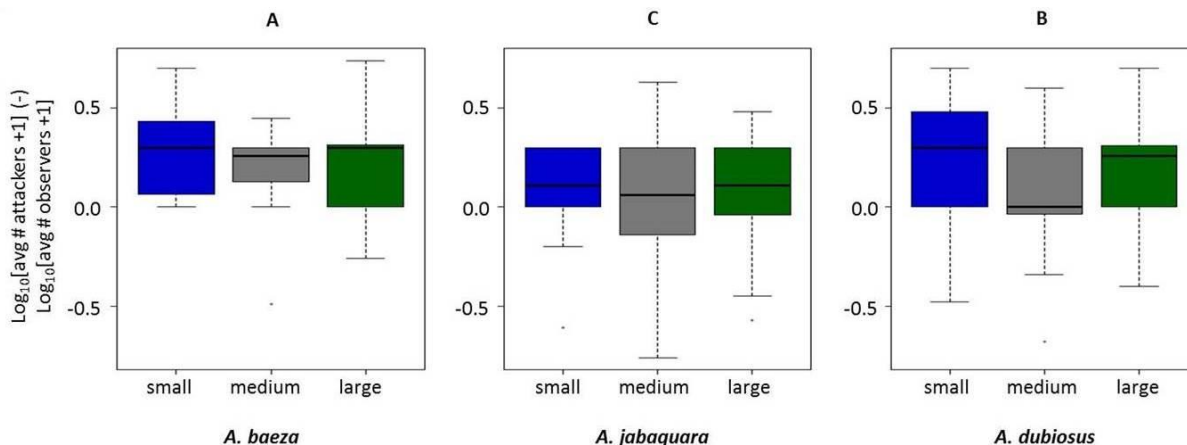 A C B
Log₁₀[avg # attackers +1] (-)
Log₁₀[avg # observers +1]
0.5 0.5 0.5
0.0 0.0 0.0
-0.5 -0.5 -0.5
small medium large small medium large small medium large
A. baeza A. jabaquara A. dubiosus